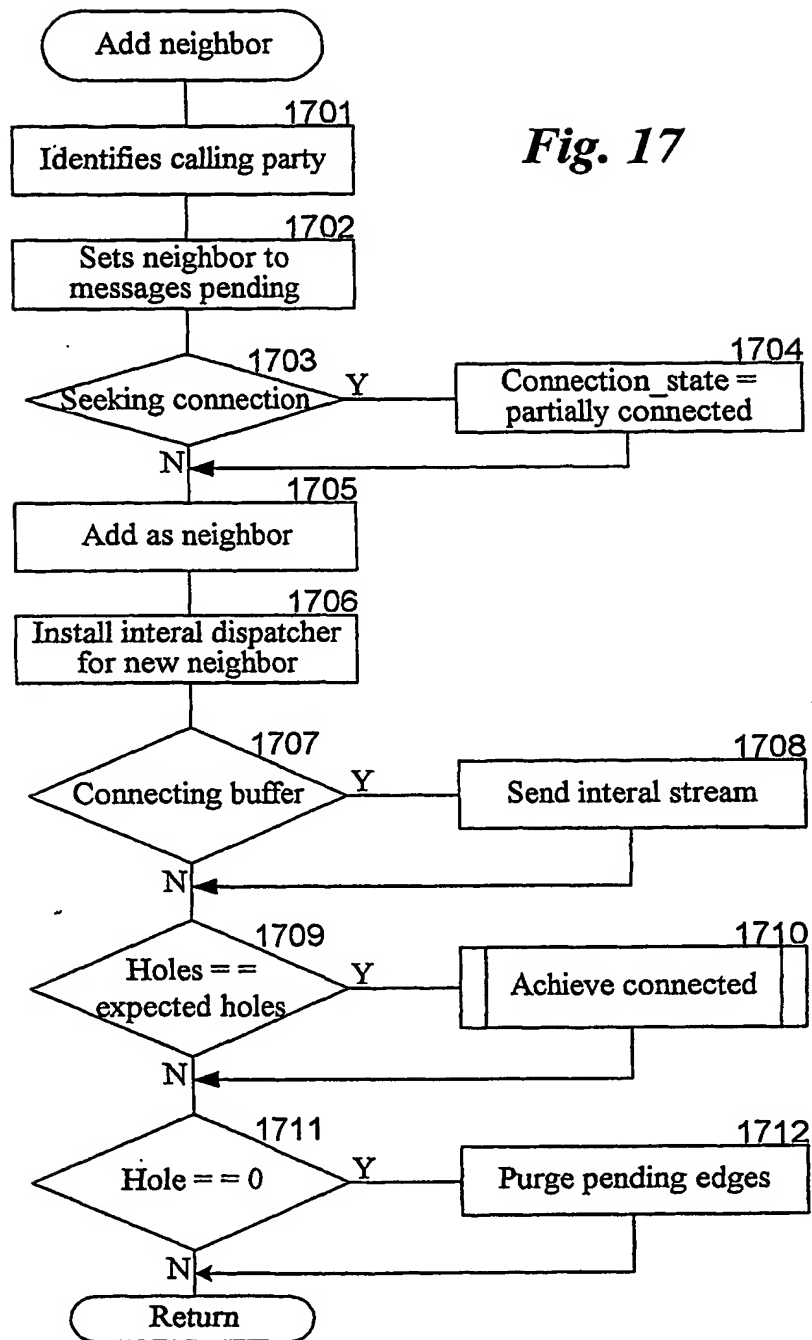 Add neighbor
Fig. 17
1701
Identifies calling party
1702
Sets neighbor to
messages pending
1703
Seeking connection
Y
N
1704
Connection_state =
partially connected
1705
Add as neighbor
1706
Install interal dispatcher
for new neighbor
1707
Connecting buffer
Y
N
1708
Send interal stream
1709
Holes = =
expected holes
Y
N
1710
Achieve connected
1711
Hole = = 0
Y
N
1712
Purge pending edges
Return